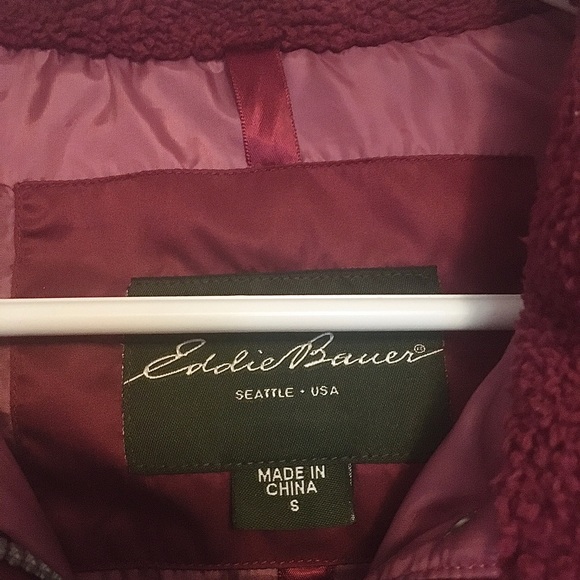 Eddie Bauer®
SEATTLE • USA
MADE IN
CHINA
S